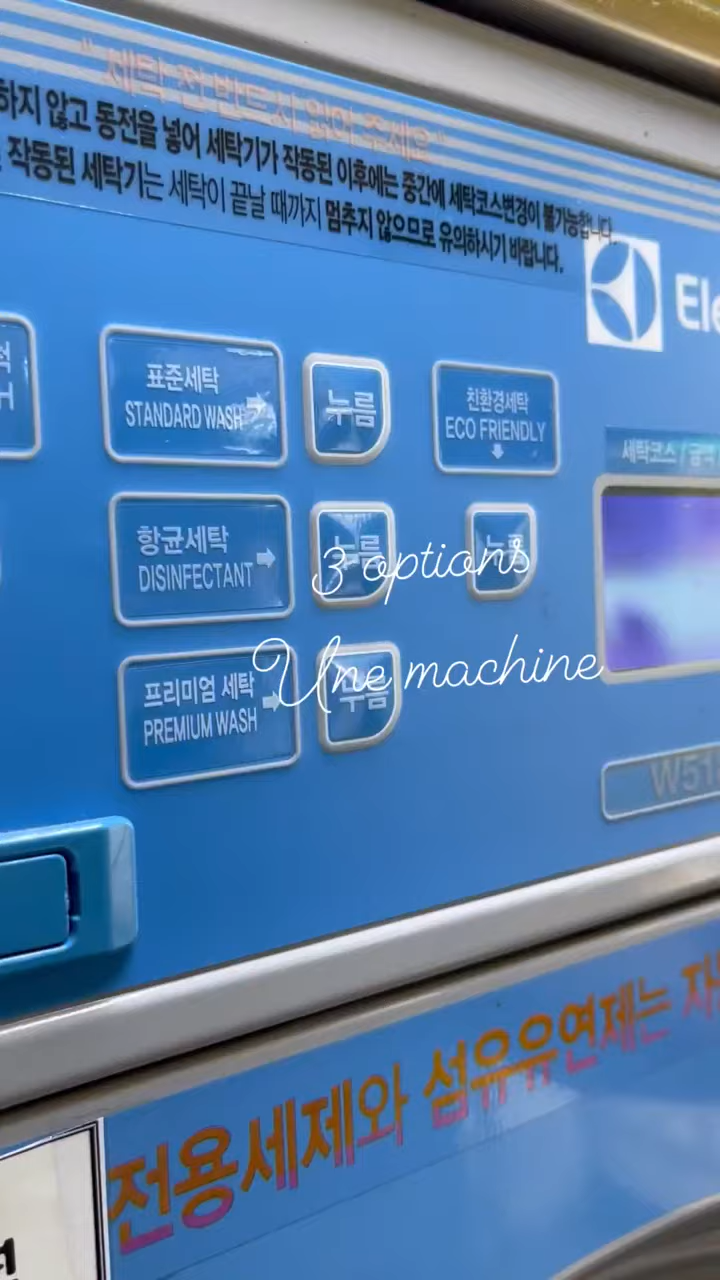 " 세탁 전 반드시 읽어 주세요 "
하지 않고 동전을 넣어 세탁기가 작동된 이후에는 중간에 세탁코스변경이 불가능합니다.
작동된 세탁기는 세탁이 끝날 때까지 멈추지 않으므로 유의하시기 바랍니다.
표준세탁
STANDARD WASH
누름
친환경세탁
ECO FRIENDLY
세탁코스 / 금액
항균세탁
DISINFECTANT
누름
누름
3 options
Une machine
프리미엄 세탁
PREMIUM WASH
누름
W51
전용세제와 섬유유연제는 자